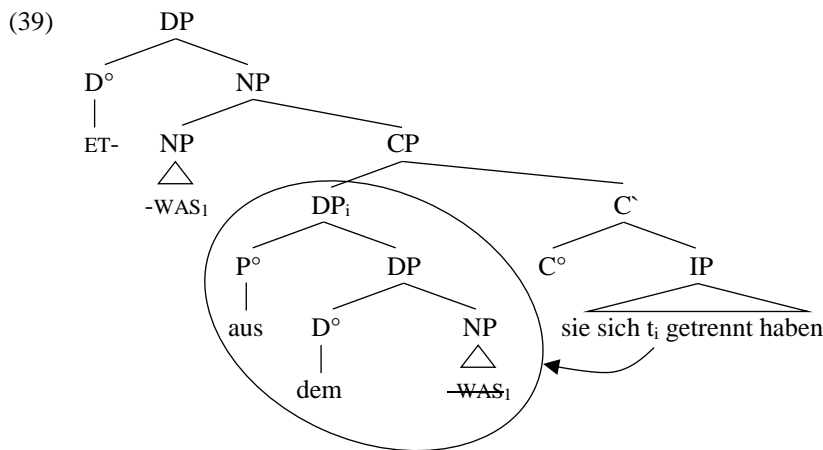 (39) DP
D° NP
ET- NP CP
-WAS1 DPi C`
P° DP C° IP
aus D° NP sie sich ti getrennt haben
dem -WAS1